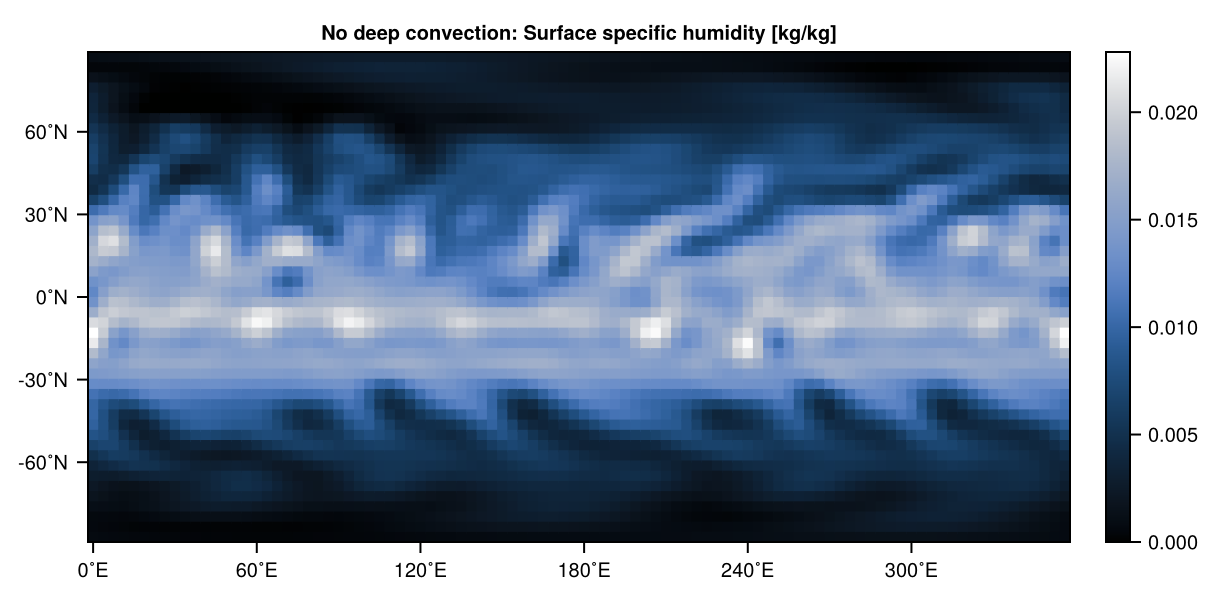 No deep convection: Surface specific humidity [kg/kg]
60˚N
30˚N
0˚N
-30˚N
-60˚N
0˚E
60˚E
120˚E
180˚E
240˚E
300˚E
0.020
0.015
0.010
0.005
0.000